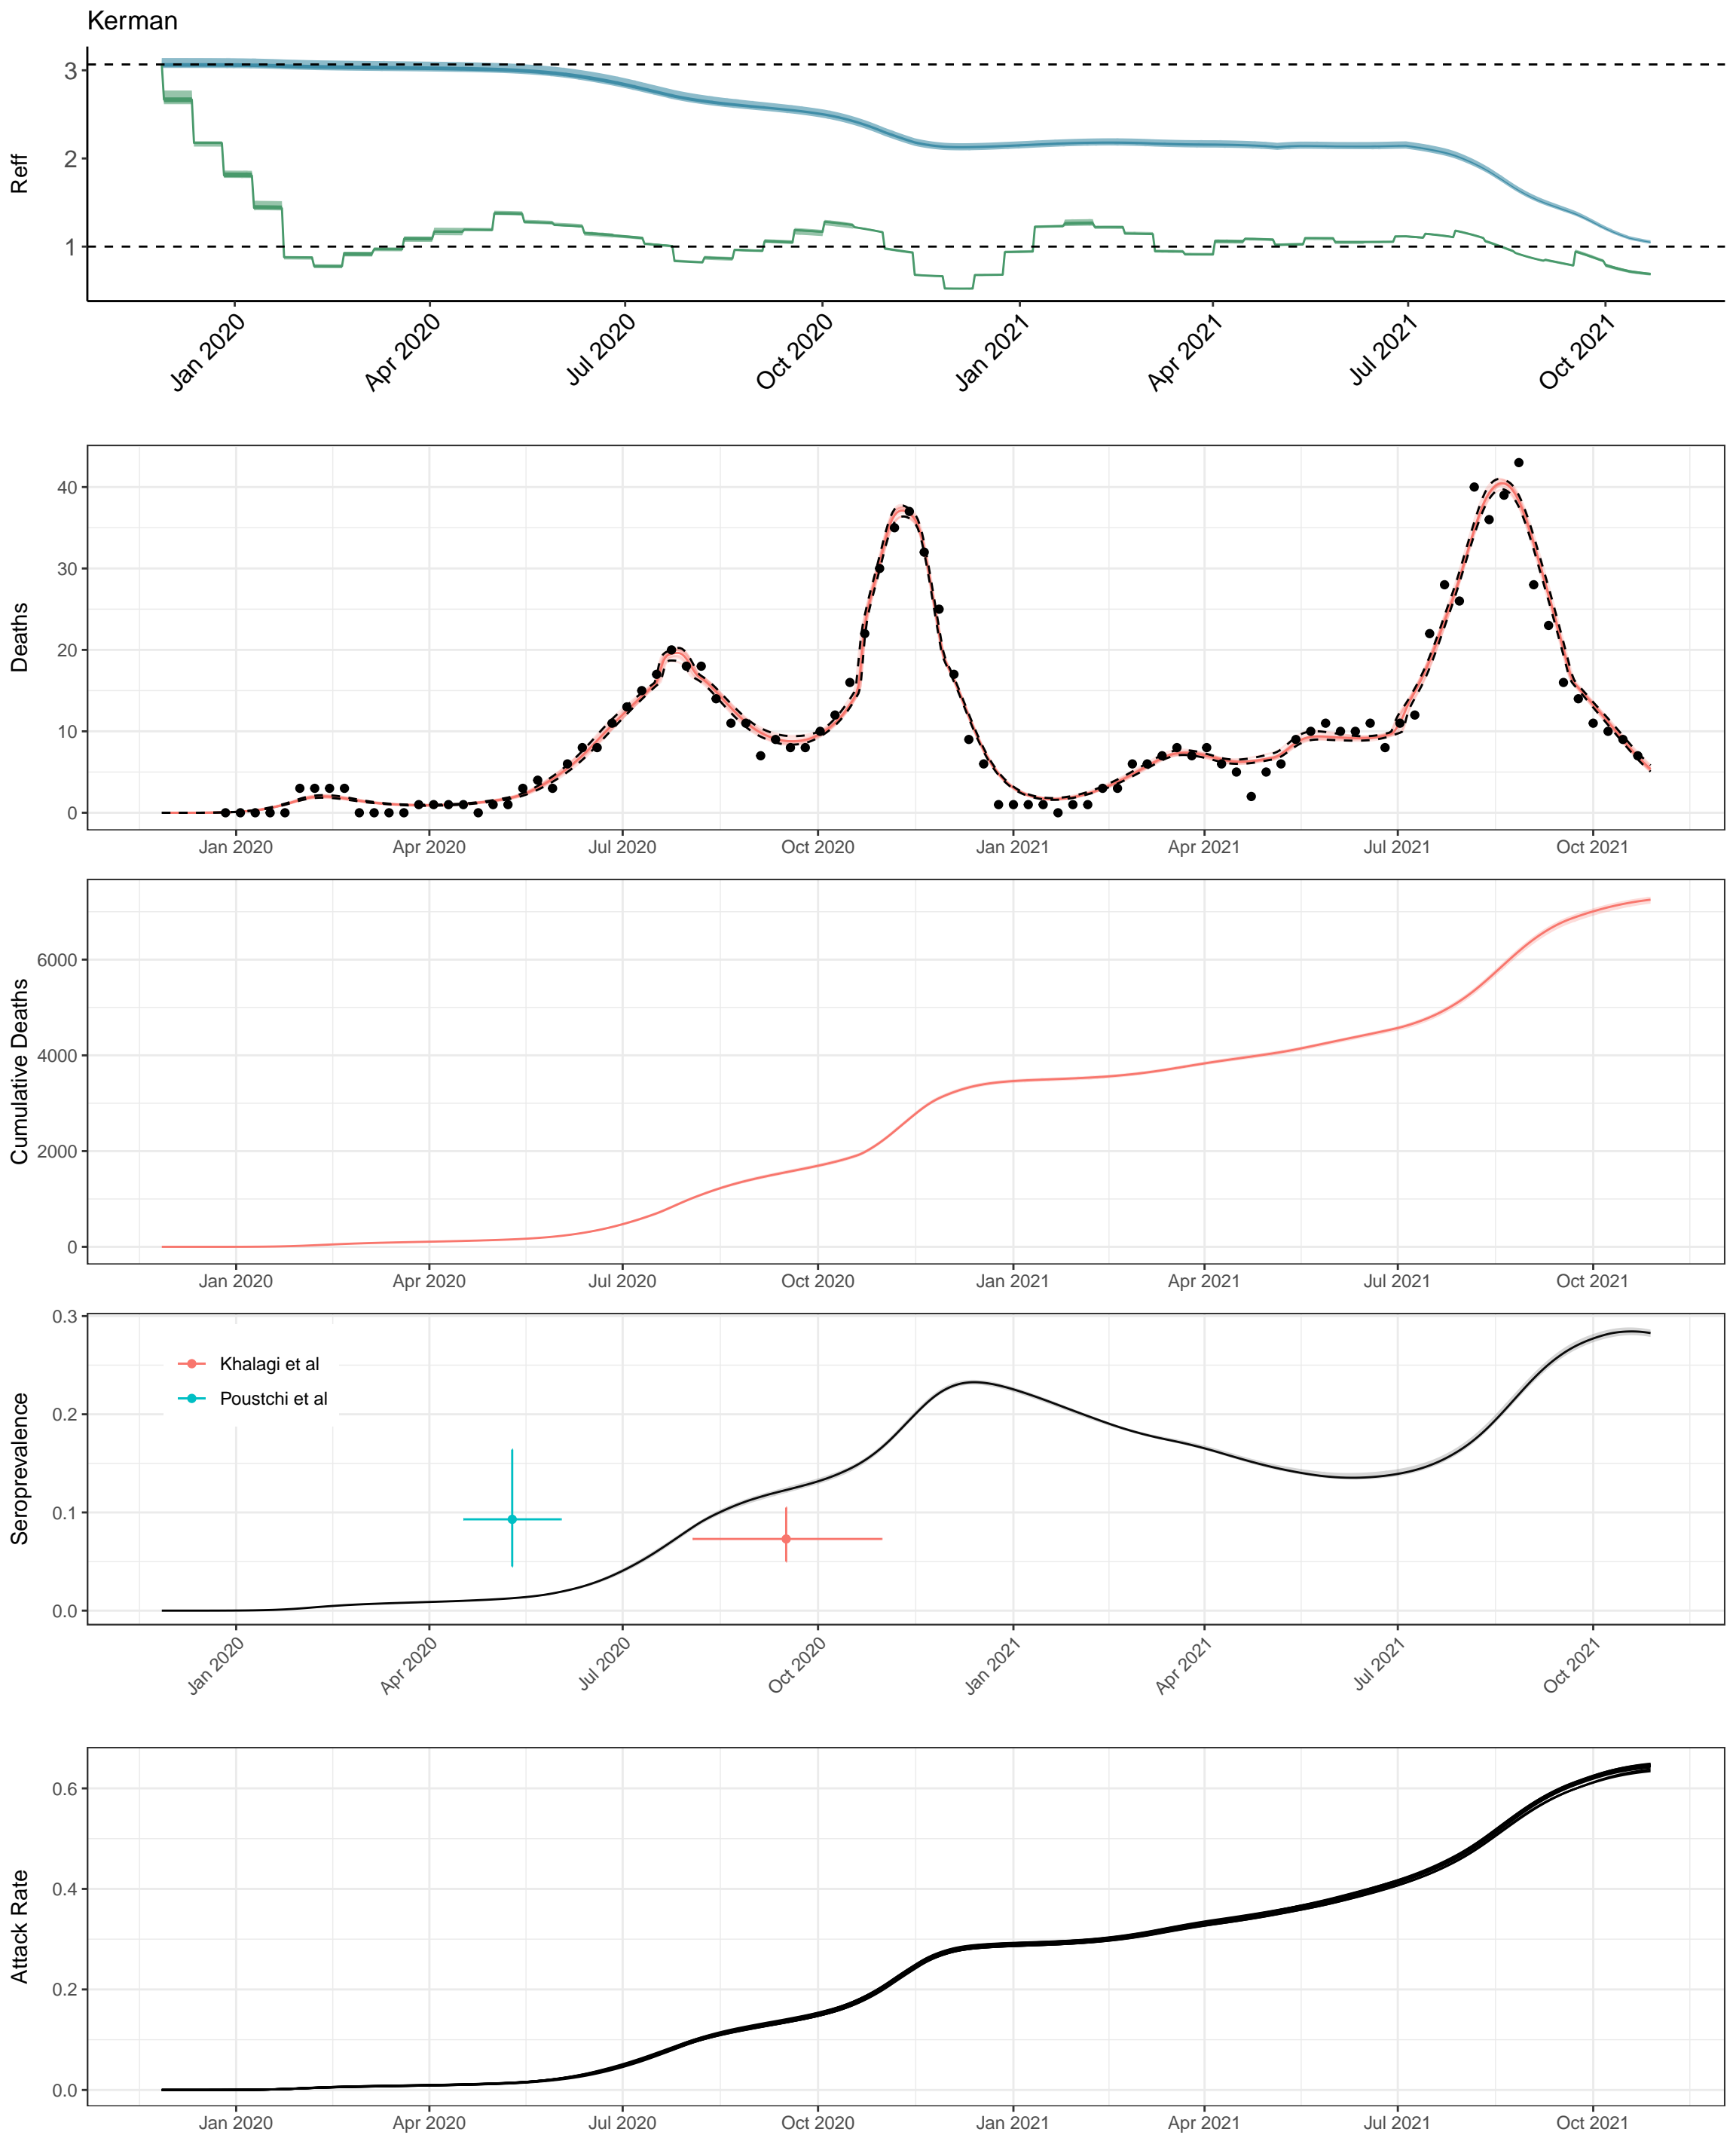 Kerman
Reff
3
2
1
Jan 2020 Apr 2020 Jul 2020 Oct 2020 Jan 2021 Apr 2021 Jul 2021 Oct 2021
Deaths
40
30
20
10
0
Jan 2020 Apr 2020 Jul 2020 Oct 2020 Jan 2021 Apr 2021 Jul 2021 Oct 2021
Cumulative Deaths
6000
4000
2000
0
Jan 2020 Apr 2020 Jul 2020 Oct 2020 Jan 2021 Apr 2021 Jul 2021 Oct 2021
Seroprevalence
0.3
Khalagi et al
Poustchi et al
0.2
0.1
0.0
Jan 2020 Apr 2020 Jul 2020 Oct 2020 Jan 2021 Apr 2021 Jul 2021 Oct 2021
Attack Rate
0.6
0.4
0.2
0.0
Jan 2020 Apr 2020 Jul 2020 Oct 2020 Jan 2021 Apr 2021 Jul 2021 Oct 2021